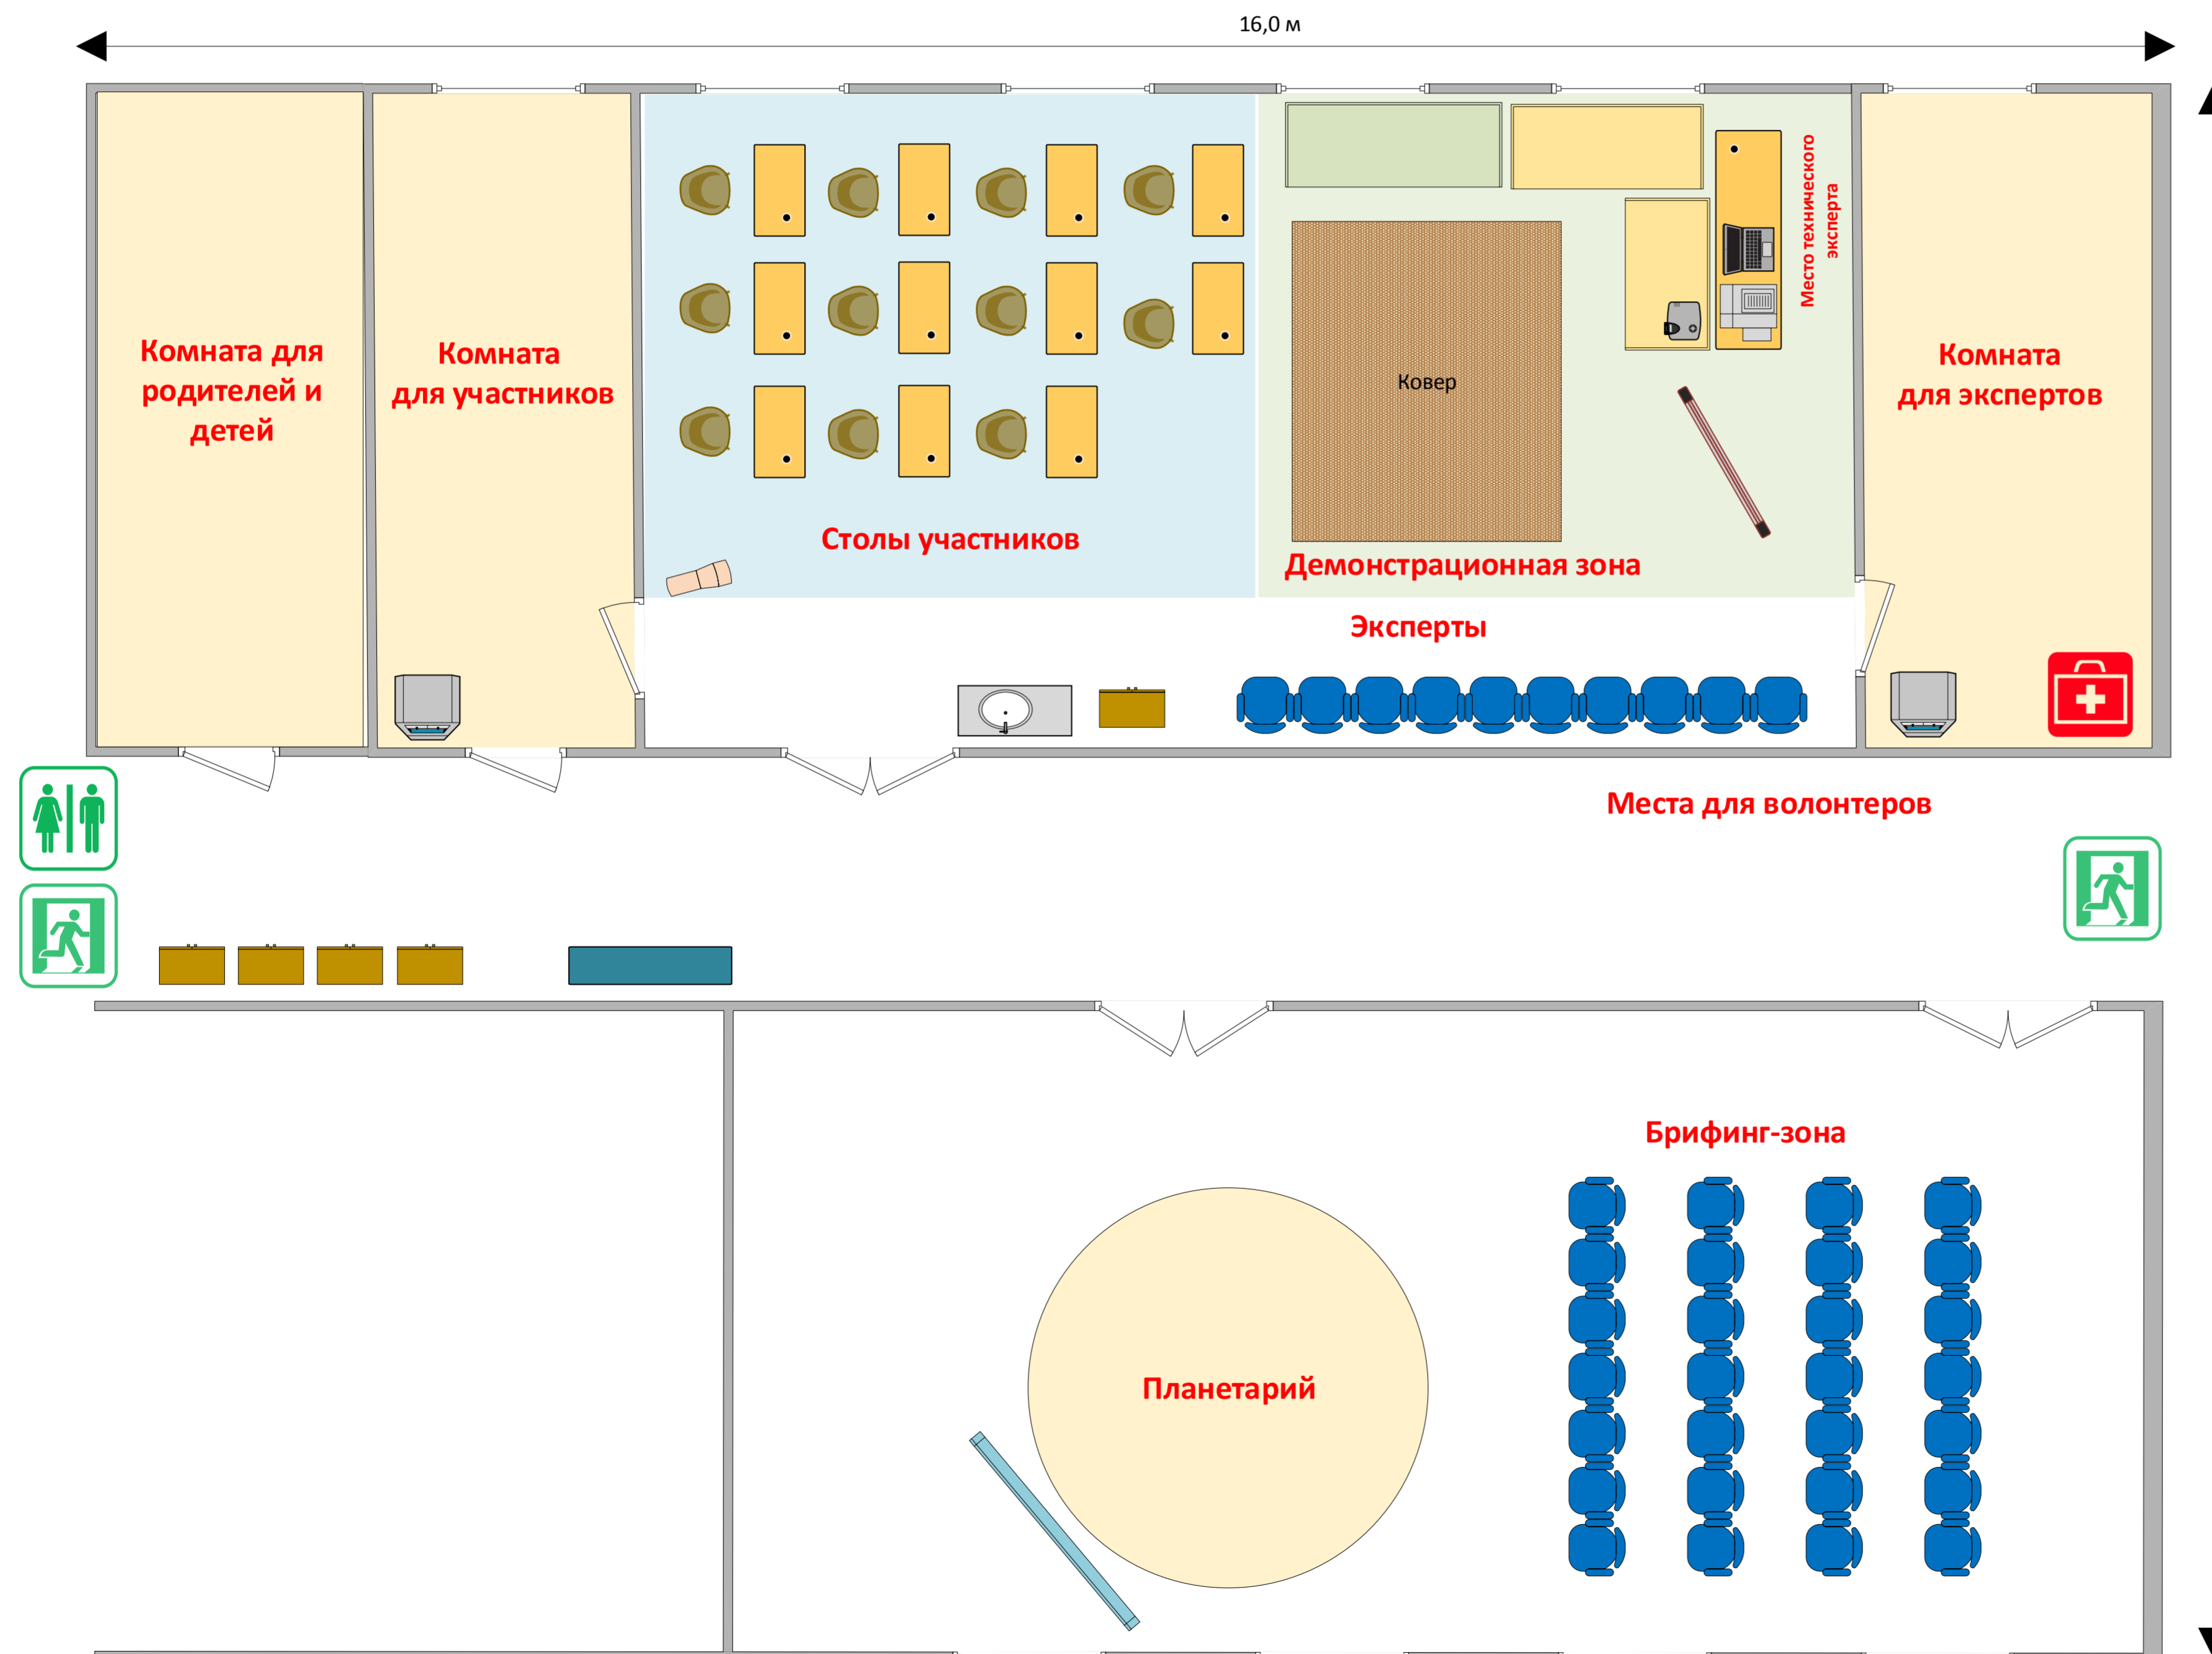 16,0 м
Комната для
родителей и
детей
Комната
для участников
Столы участников
Ковер
Демонстрационная зона
Место технического
эксперта
Комната
для экспертов
Эксперты
Места для волонтеров
Брифинг-зона
Планетарий